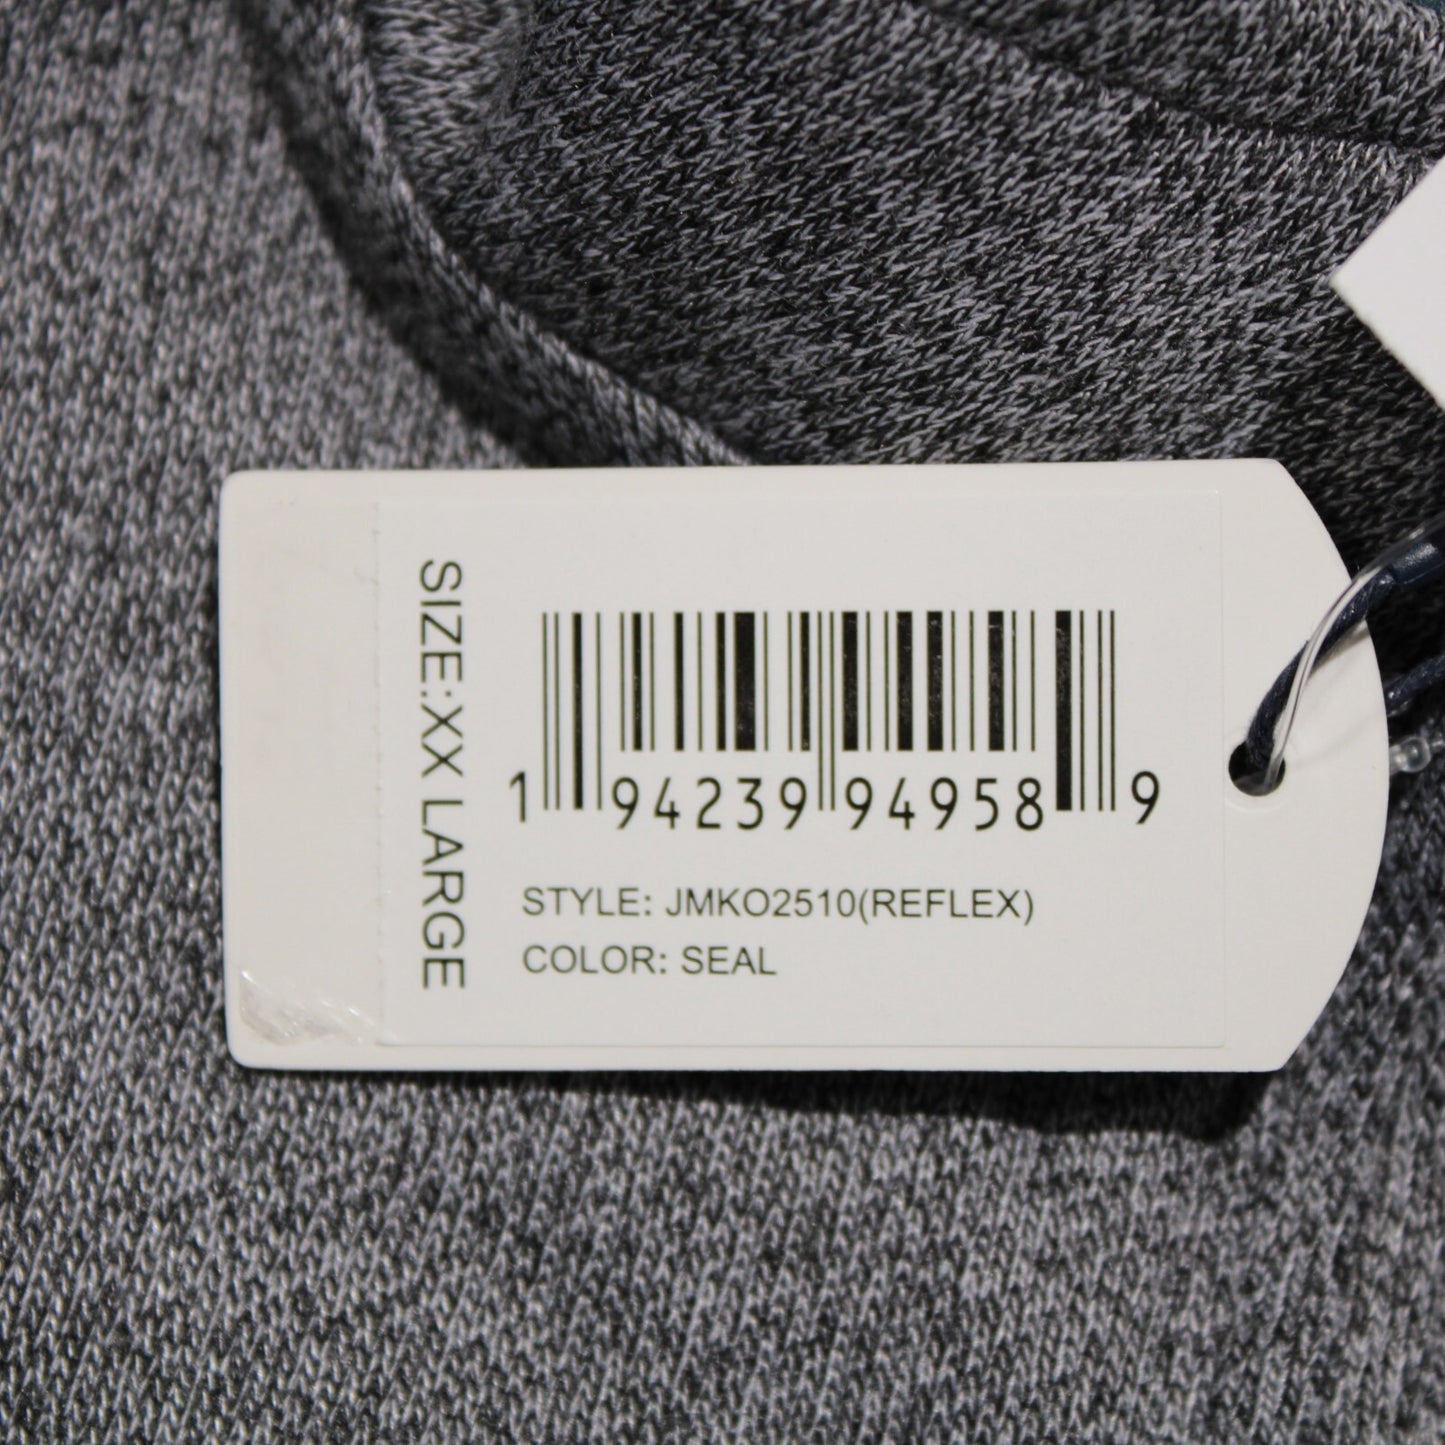 SIZE:XX LARGE
1 94239 94958 9
STYLE: JMKO2510(REFLEX)
COLOR: SEAL